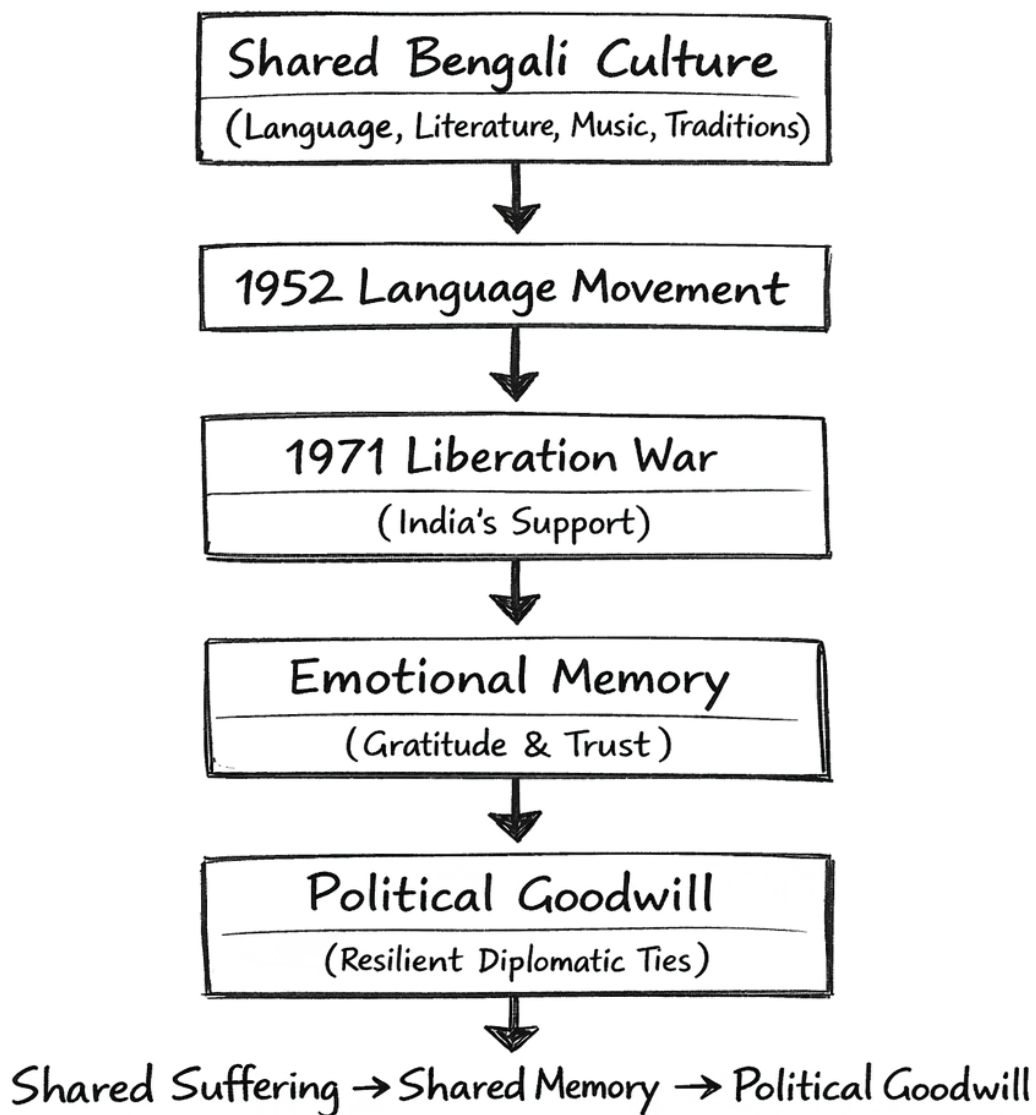 Shared Bengali Culture
(Language, Literature, Music, Traditions)
1952 Language Movement
1971 Liberation War
(India's Support)
Emotional Memory
(Gratitude & Trust)
Political Goodwill
(Resilient Diplomatic Ties)
Shared Suffering → Shared Memory → Political Goodwill